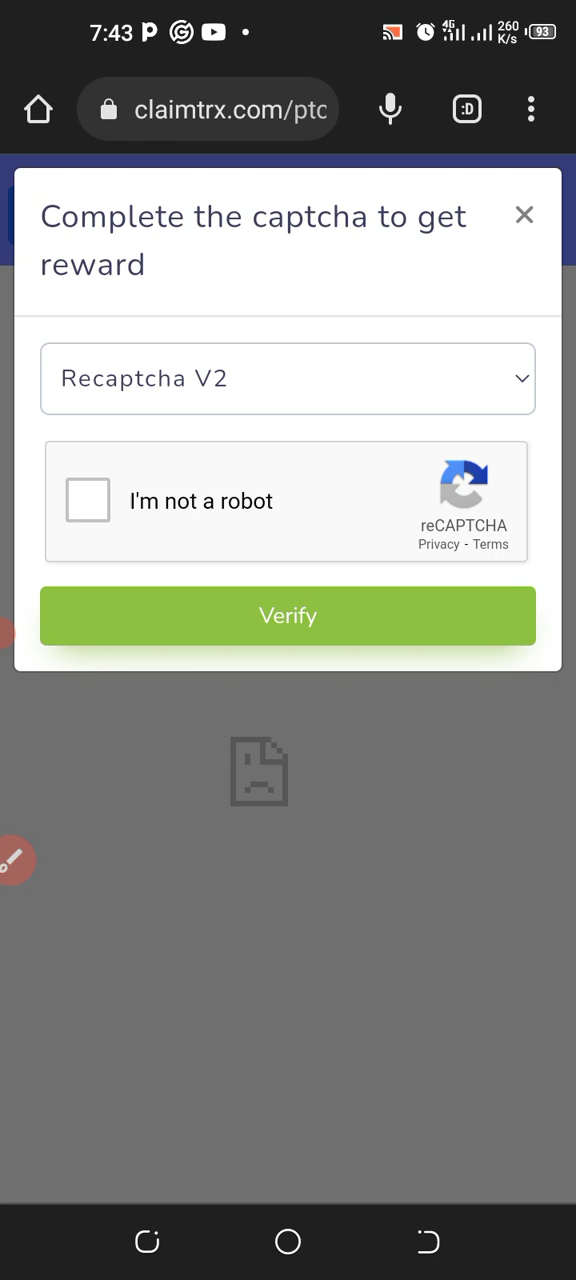 7:43
4G
260
K/s
93
claimtrx.com/ptc
:D
Complete the captcha to get
reward
Recaptcha V2
I'm not a robot
reCAPTCHA
Privacy - Terms
Verify